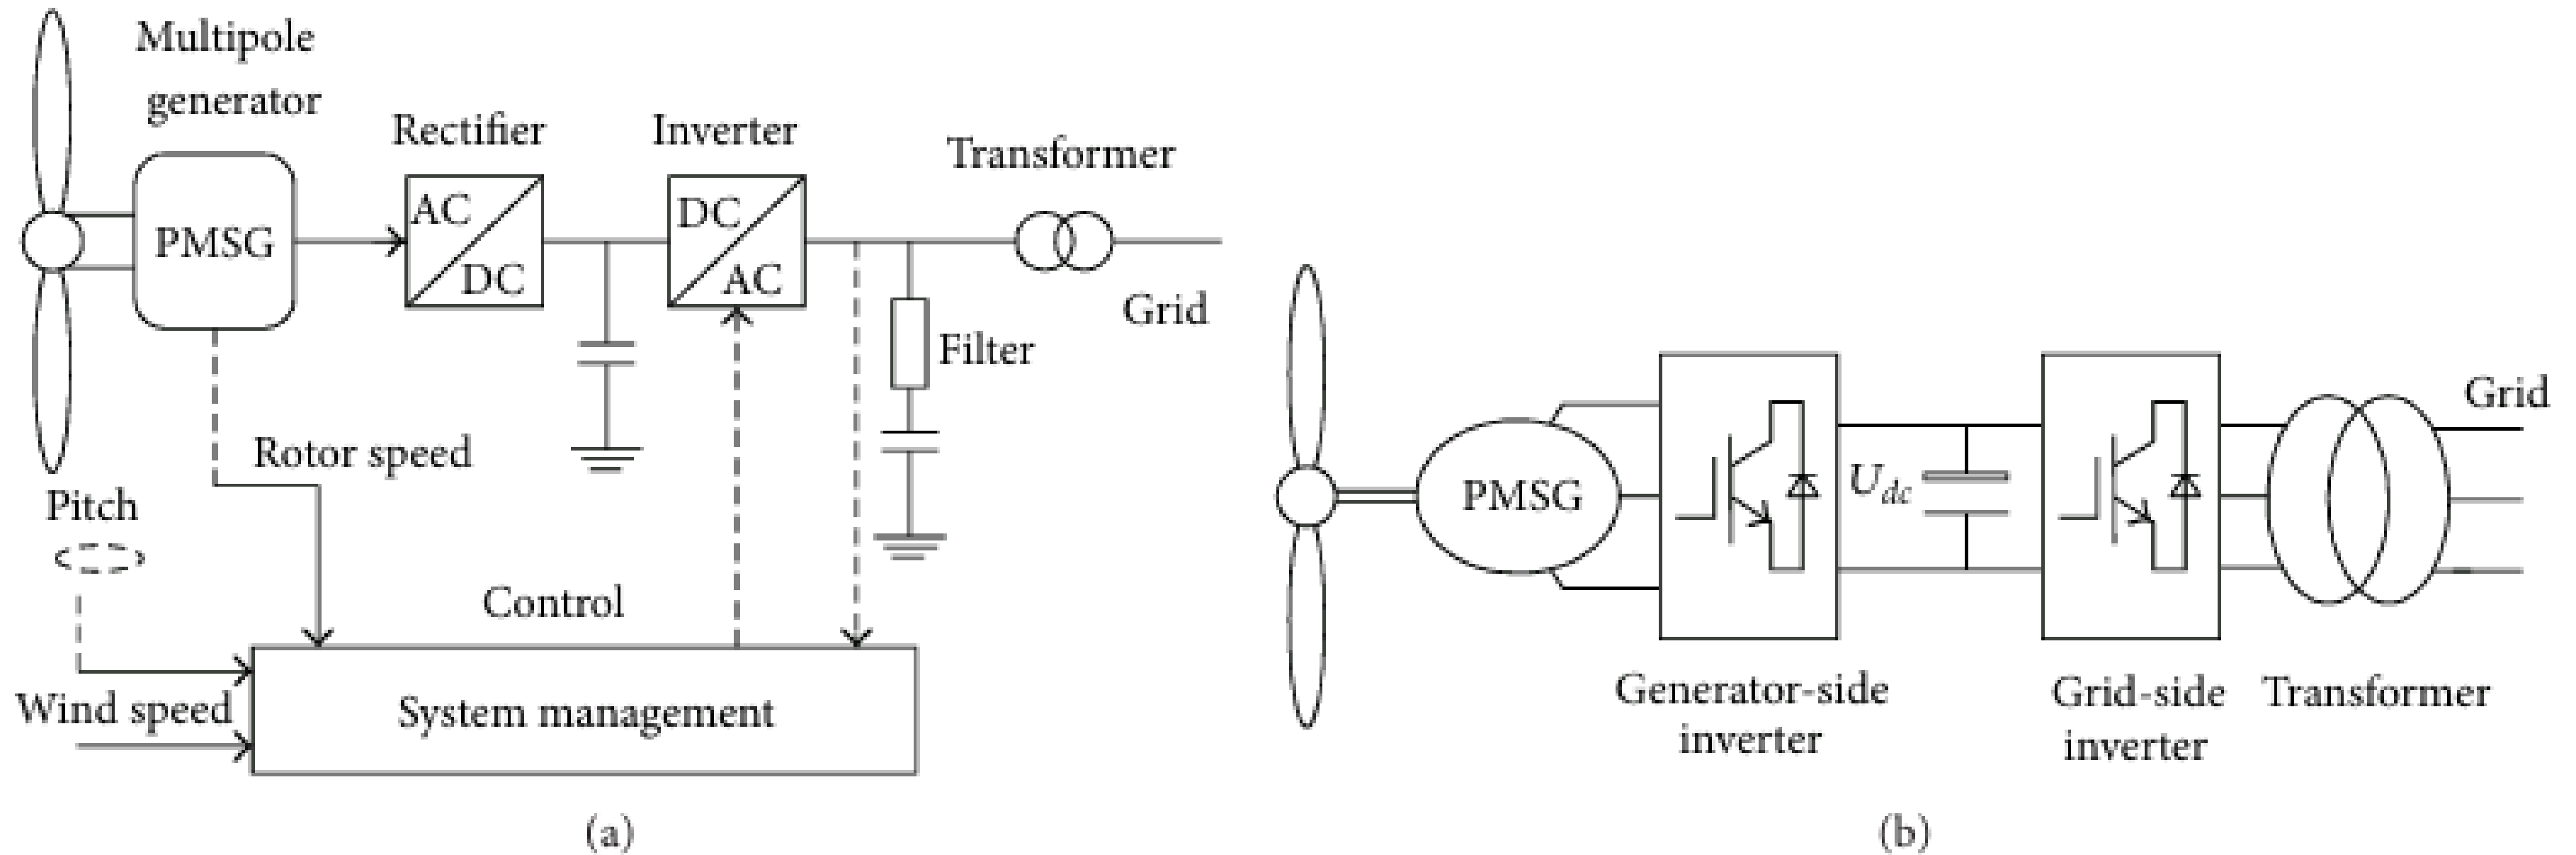 Multipole
generator
Rectifier
Inverter
Transformer
PMSG
AC
DC
DC
AC
Grid
Filter
Rotor speed
Pitch
Control
Wind speed
System management
(a)
PMSG
U_dc
Grid
Generator-side
inverter
Grid-side
inverter
Transformer
(b)